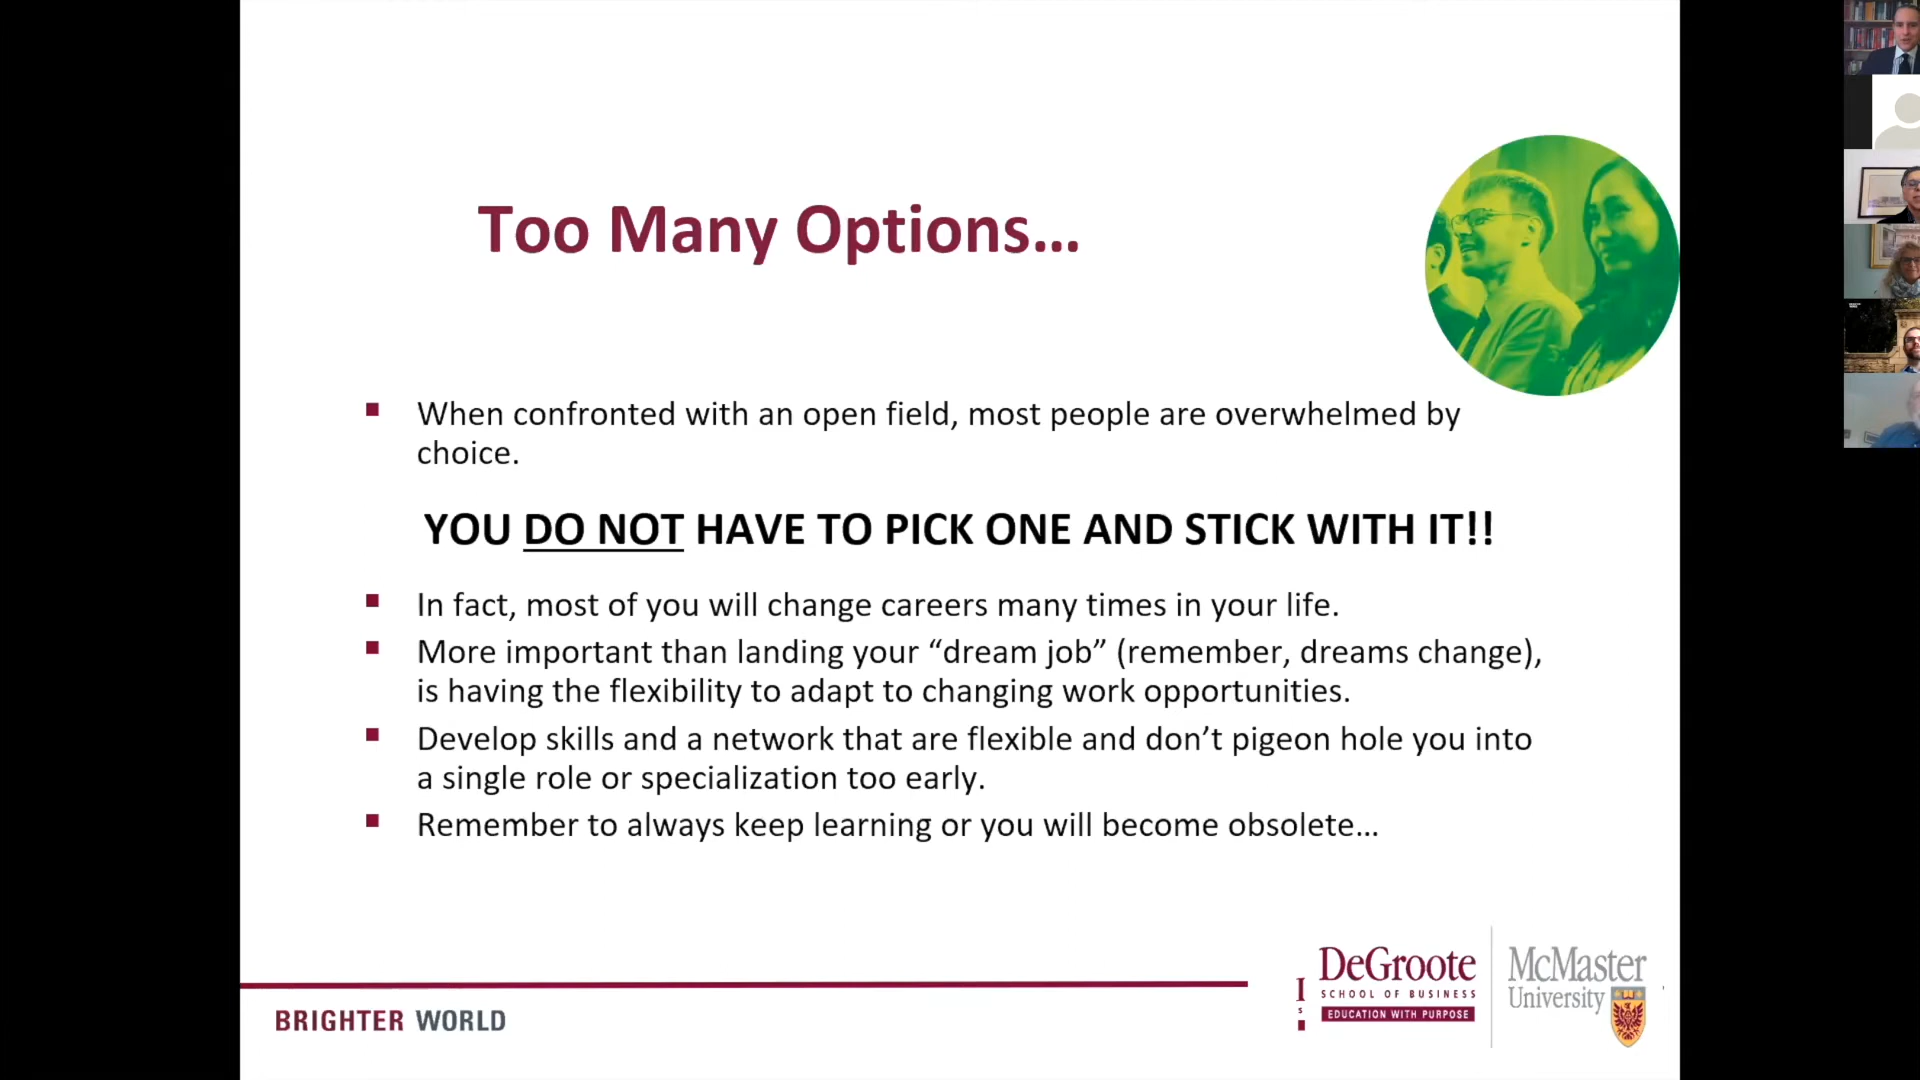 Too Many Options...
▪ When confronted with an open field, most people are overwhelmed by
choice.
YOU DO NOT HAVE TO PICK ONE AND STICK WITH IT!!
▪ In fact, most of you will change careers many times in your life.
▪ More important than landing your “dream job” (remember, dreams change),
is having the flexibility to adapt to changing work opportunities.
▪ Develop skills and a network that are flexible and don’t pigeon hole you into
a single role or specialization too early.
▪ Remember to always keep learning or you will become obsolete...
DeGroote
SCHOOL OF BUSINESS
EDUCATION WITH PURPOSE
McMaster
University
BRIGHTER WORLD